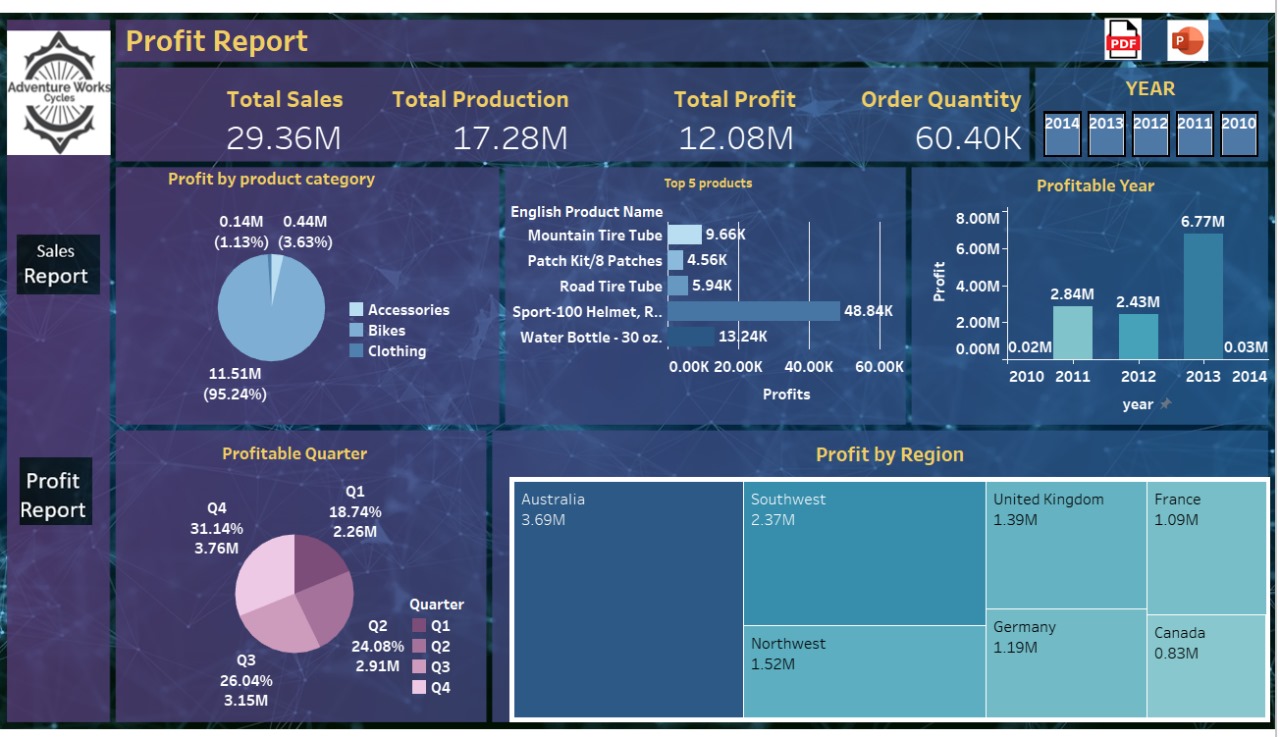 Adventure Works
Cycles
Profit Report
PDF
P
Total Sales
29.36M
Total Production
17.28M
Total Profit
12.08M
Order Quantity
60.40K
YEAR
2014 2013 2012 2011 2010
Sales
Report
Profit
Report
Profit by product category
0.14M
(1.13%)
0.44M
(3.63%)
11.51M
(95.24%)
Accessories
Bikes
Clothing
Top 5 products
English Product Name
Mountain Tire Tube 9.66K
Patch Kit/8 Patches 4.56K
Road Tire Tube 5.94K
Sport-100 Helmet, R.. 48.84K
Water Bottle - 30 oz. 13.24K
0.00K 20.00K 40.00K 60.00K
Profits
Profitable Year
Profit
8.00M
6.00M
4.00M
2.00M
0.00M
0.02M
2.84M
2.43M
6.77M
0.03M
2010 2011 2012 2013 2014
year
Profitable Quarter
Q1
18.74%
2.26M
Q4
31.14%
3.76M
Q2
24.08%
2.91M
Q3
26.04%
3.15M
Quarter
Q1
Q2
Q3
Q4
Profit by Region
Australia
3.69M
Southwest
2.37M
Northwest
1.52M
United Kingdom
1.39M
Germany
1.19M
France
1.09M
Canada
0.83M